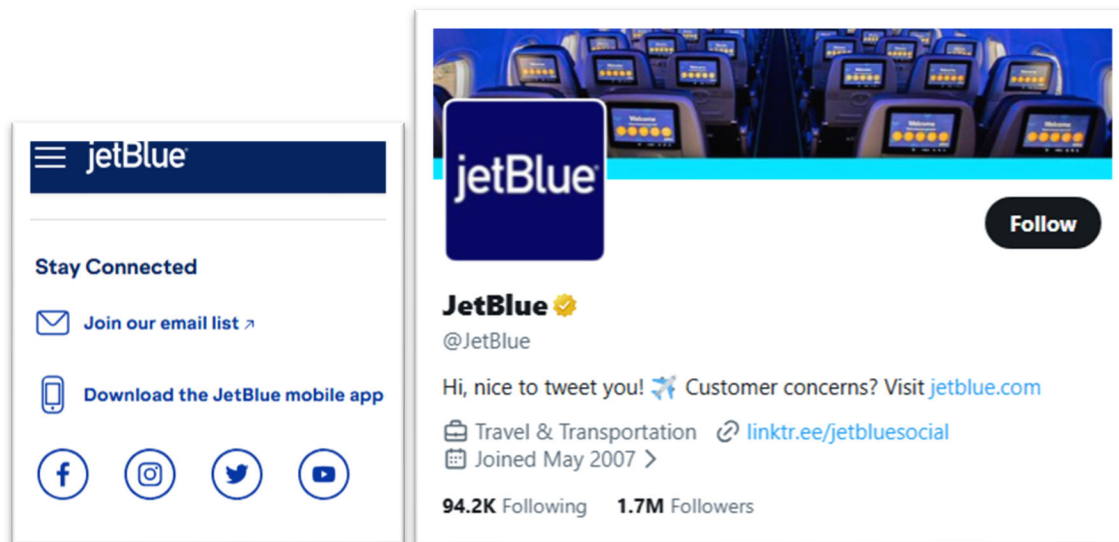 jetBlue
Stay Connected
Join our email list ↗
Download the JetBlue mobile app
Welcome
Welcome
jetBlue
Follow
JetBlue
@JetBlue
Hi, nice to tweet you! ✈️ Customer concerns? Visit jetblue.com
Travel & Transportation linktr.ee/jetbluesocial
Joined May 2007 >
94.2K Following 1.7M Followers